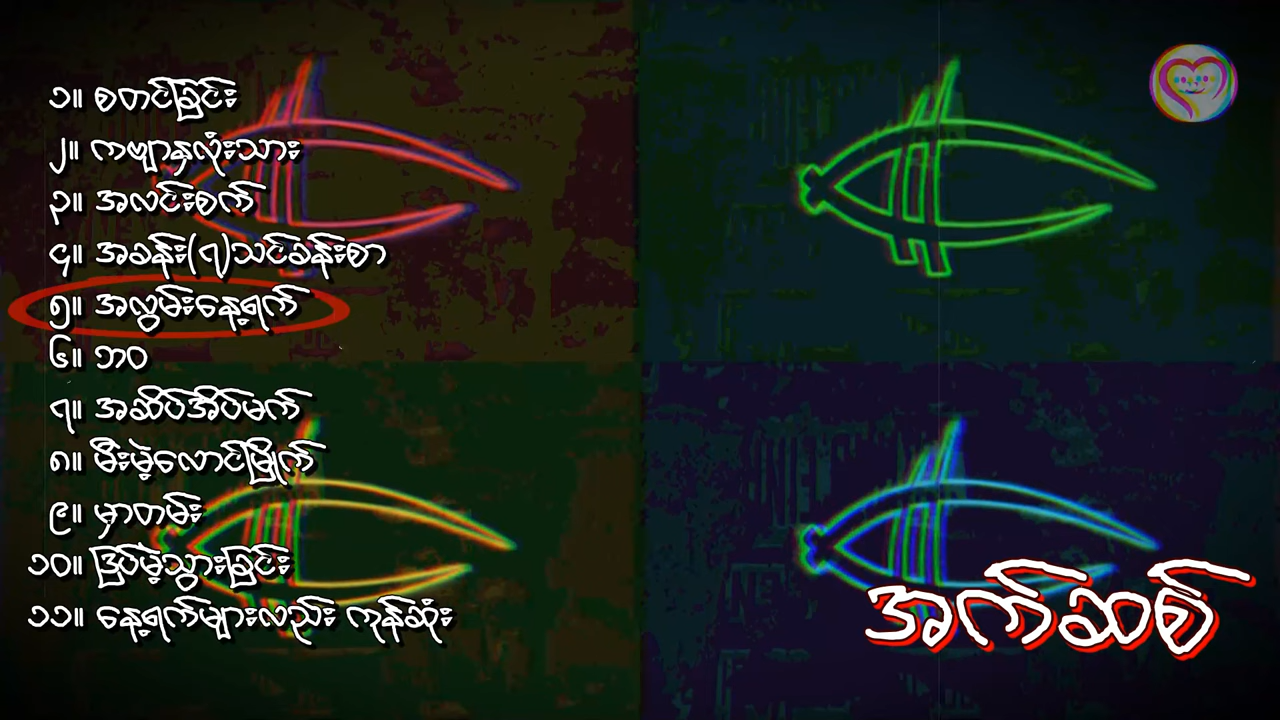 ၁။ စတင်ခြင်း
၂။ ကဗျာနှလုံးသား
၃။ အလင်းစက်
၄။ အခန်း(၇)သင်ခန်းစာ
၅။ အလွမ်းနေ့ရက်
၆။ ဘဝ
၇။ အဆိပ်အိပ်မက်
၈။ မီးမဲ့လောင်မြိုက်
၉။ မှာတမ်း
၁၀။ ဒြပ်မဲ့သွားခြင်း
၁၁။ နေ့ရက်များလည်း ကုန်ဆုံး
အက်ဆစ်